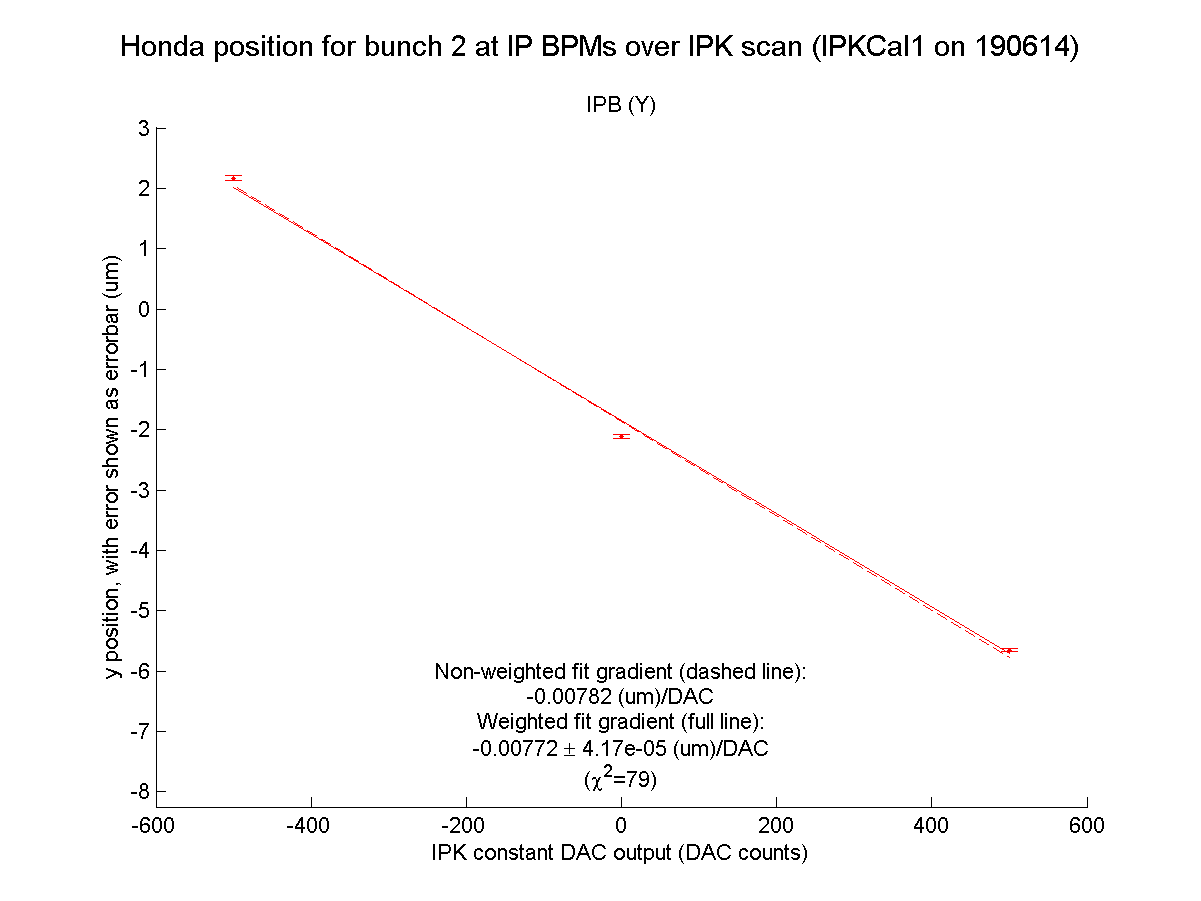 Honda position for bunch 2 at IP BPMs over IPK scan (IPKCal1 on 190614)
IPB (Y)
3
2
1
0
-1
-2
-3
-4
-5
-6
-7
-8
y position, with error shown as errorbar (um)
Non-weighted fit gradient (dashed line):
-0.00782 (um)/DAC
Weighted fit gradient (full line):
-0.00772 ± 4.17e-05 (um)/DAC
(χ²=79)
-600 -400 -200 0 200 400 600
IPK constant DAC output (DAC counts)